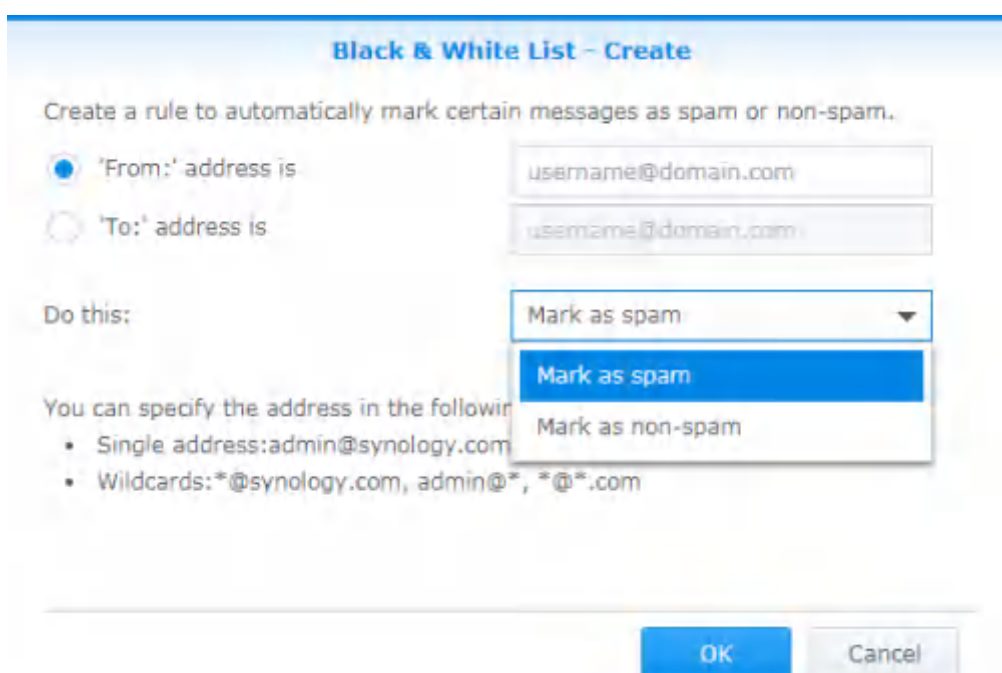 Black & White List - Create
Create a rule to automatically mark certain messages as spam or non-spam.
'From:' address is
username@domain.com
'To:' address is
username@domain.com
Do this:
Mark as spam
Mark as spam
Mark as non-spam
You can specify the address in the followin
• Single address:admin@synology.com
• Wildcards:*@synology.com, admin@*, *@*.com
OK
Cancel